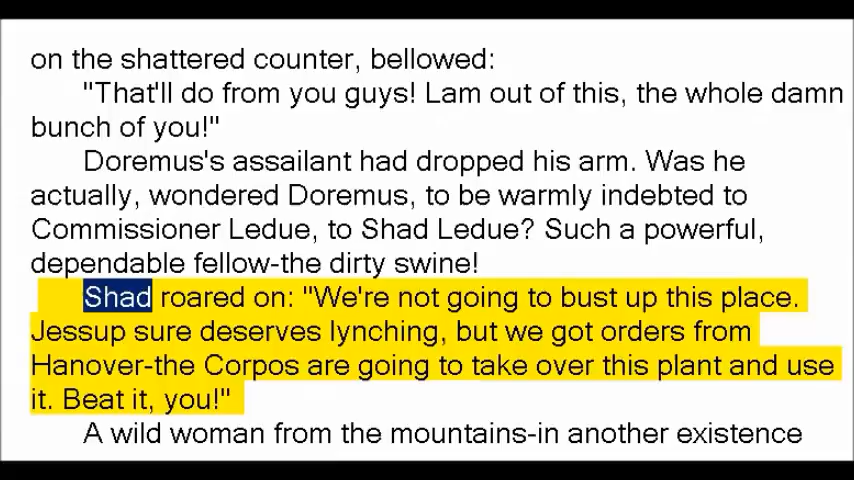 on the shattered counter, bellowed:
"That'll do from you guys! Lam out of this, the whole damn
bunch of you!"
Doremus's assailant had dropped his arm. Was he
actually, wondered Doremus, to be warmly indebted to
Commissioner Ledue, to Shad Ledue? Such a powerful,
dependable fellow-the dirty swine!
Shad roared on: "We're not going to bust up this place.
Jessup sure deserves lynching, but we got orders from
Hanover-the Corpos are going to take over this plant and use
it. Beat it, you!"
A wild woman from the mountains-in another existence